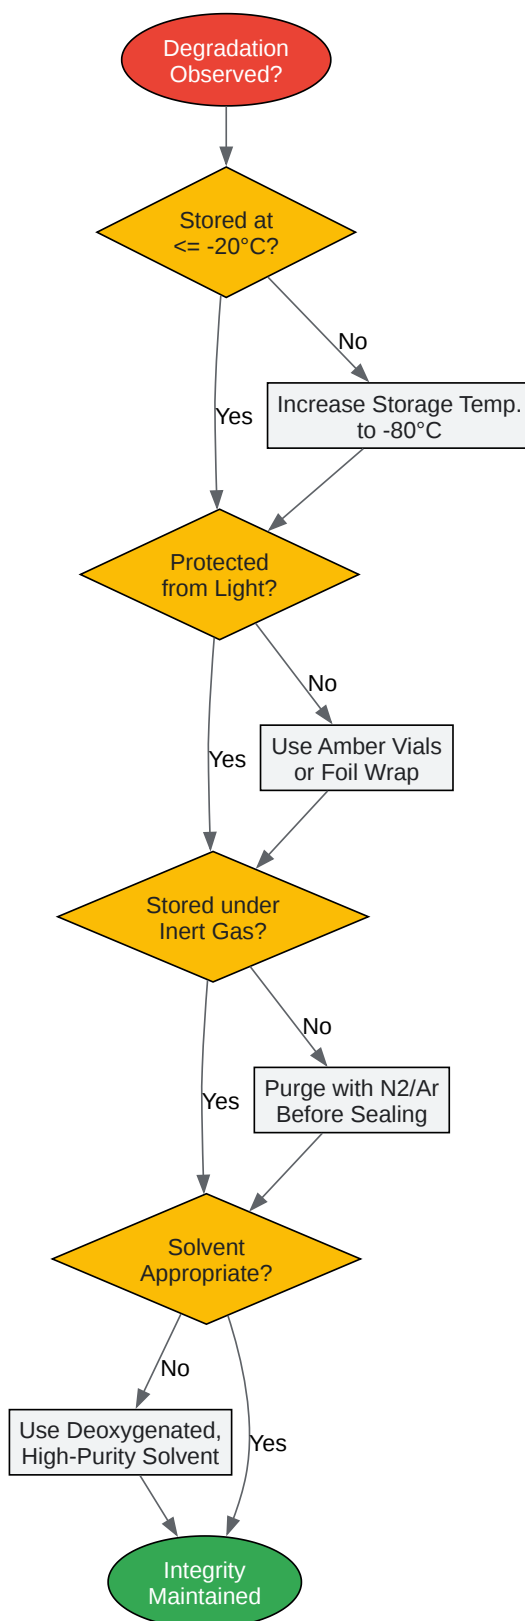 Degradation
Observed?
Stored at
<= -20°C?
No
Yes
Increase Storage Temp.
to -80°C
Protected
from Light?
No
Yes
Use Amber Vials
or Foil Wrap
Stored under
Inert Gas?
No
Yes
Purge with N2/Ar
Before Sealing
Solvent
Appropriate?
No
Yes
Use Deoxygenated,
High-Purity Solvent
Integrity
Maintained